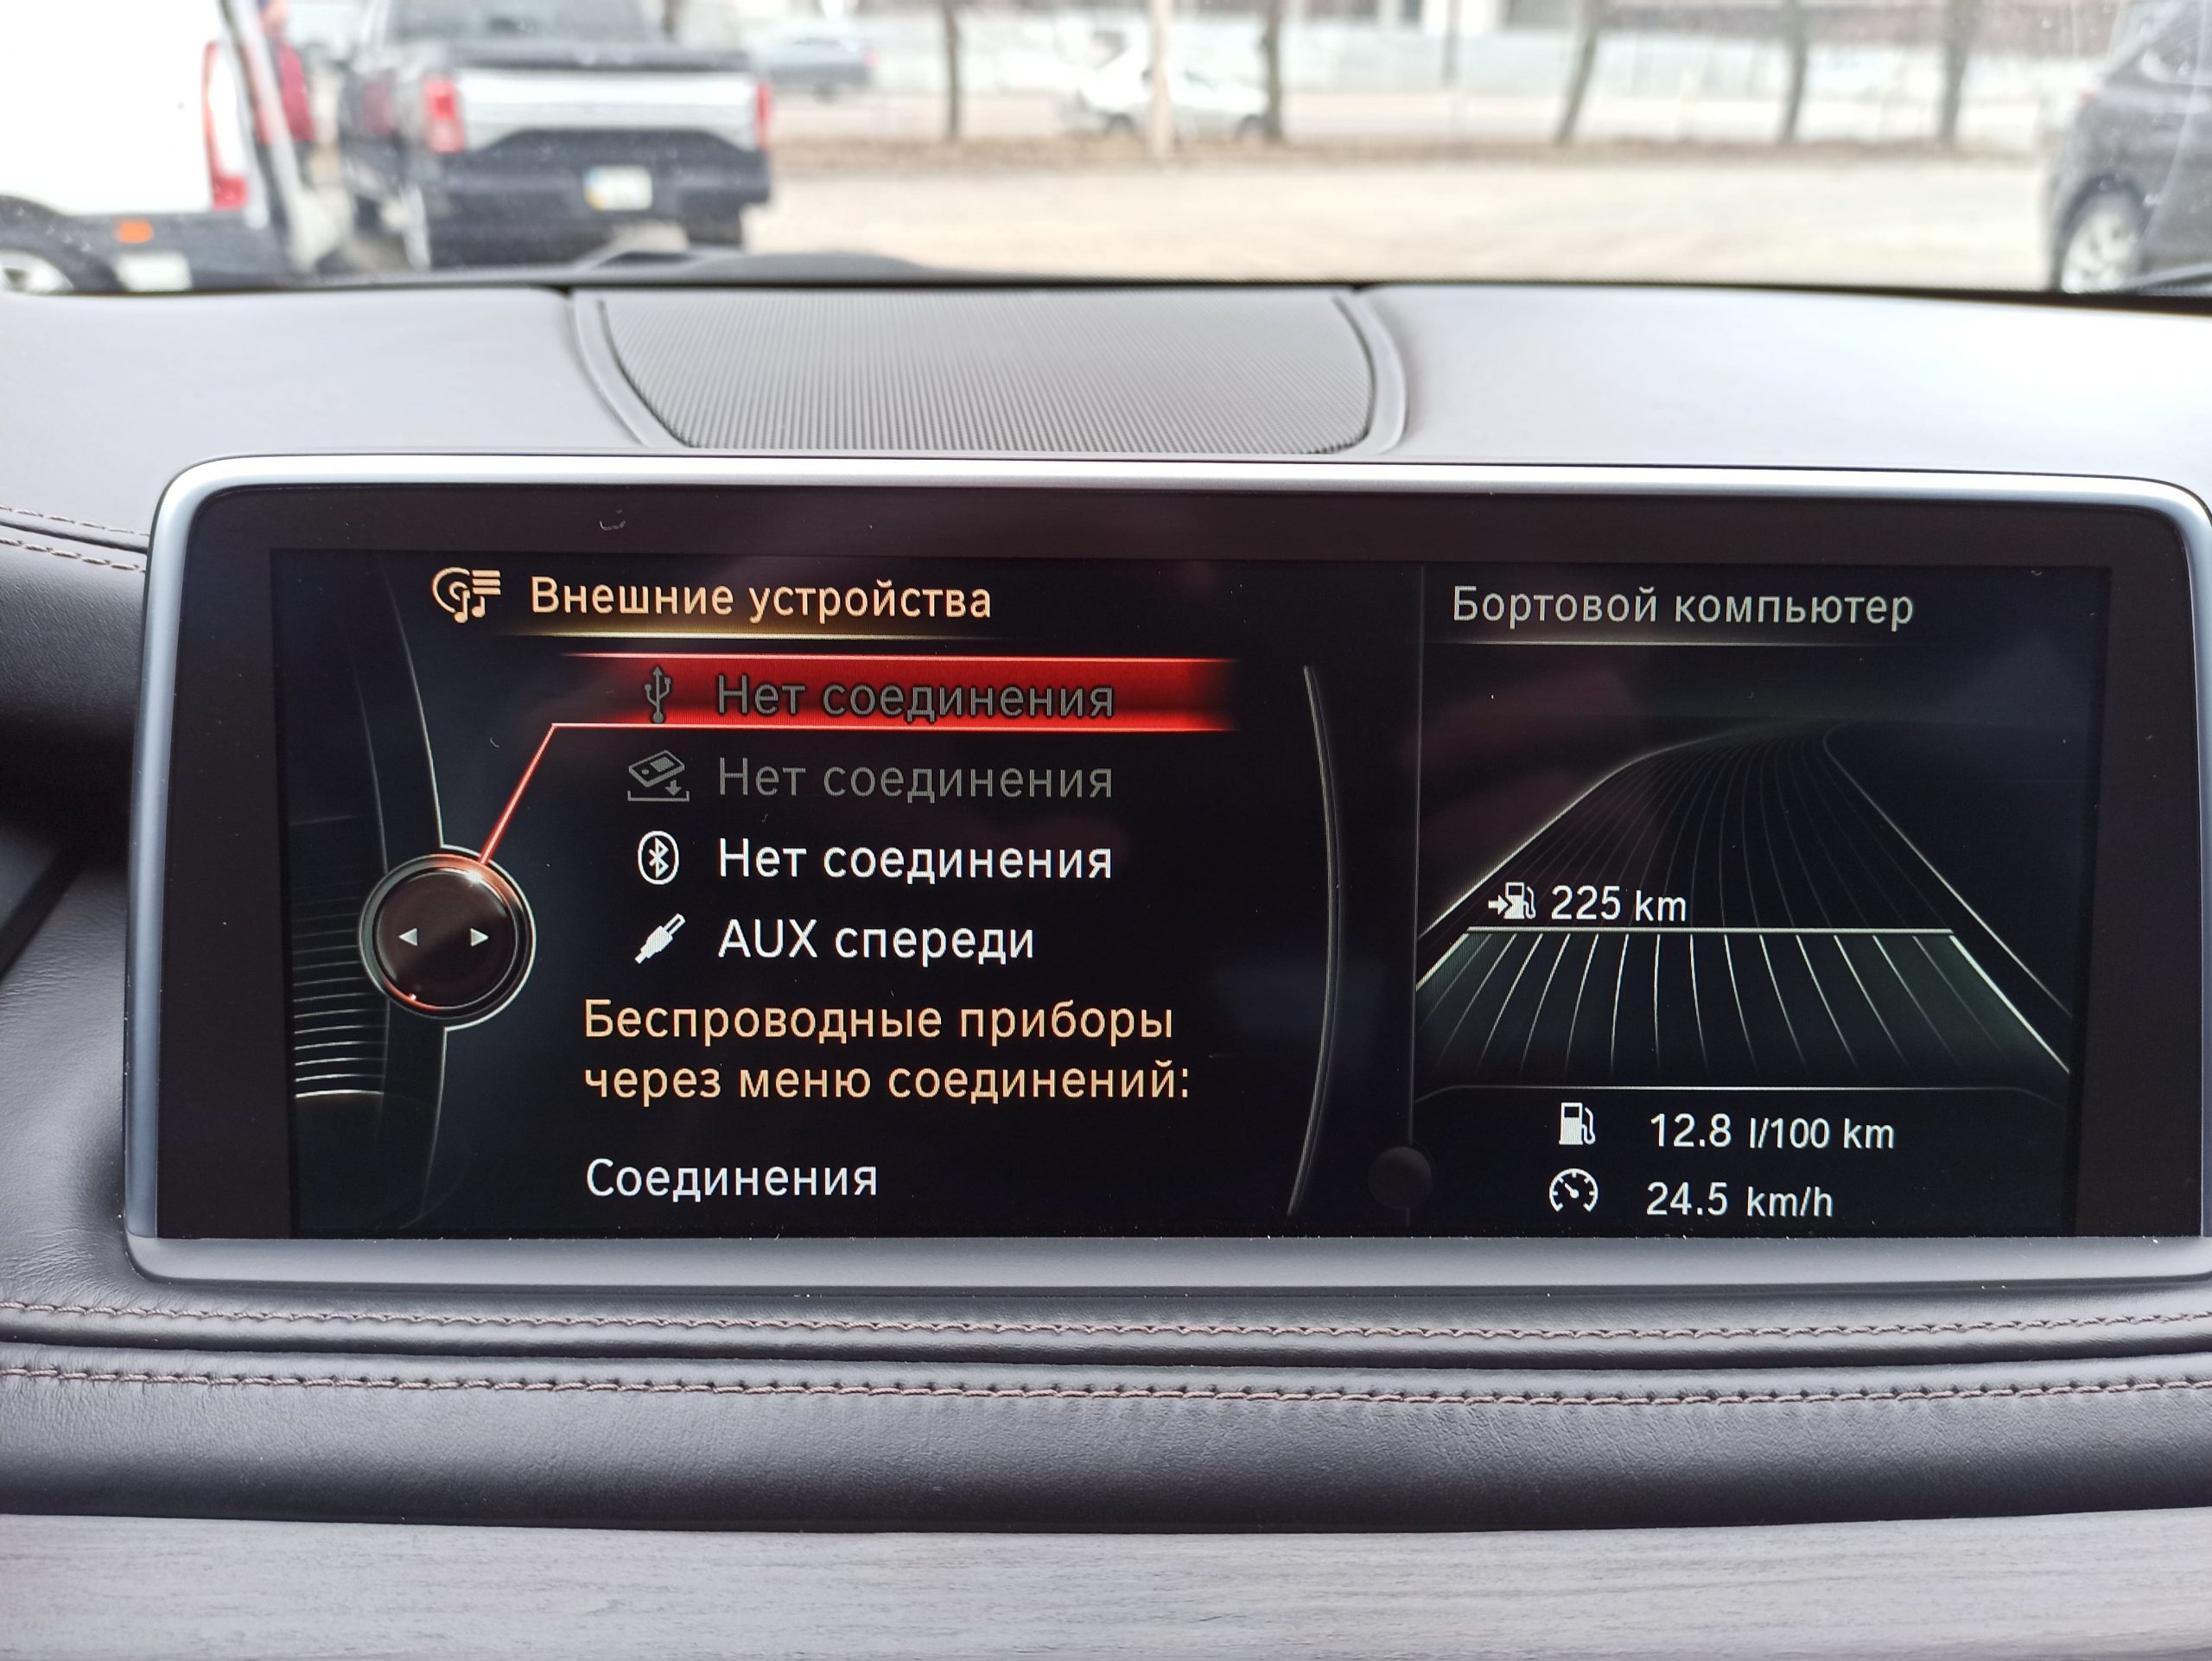 Внешние устройства
Нет соединения
Нет соединения
Нет соединения
AUX спереди
Беспроводные приборы
через меню соединений:
Соединения
Бортовой компьютер
225 km
12.8 l/100 km
24.5 km/h